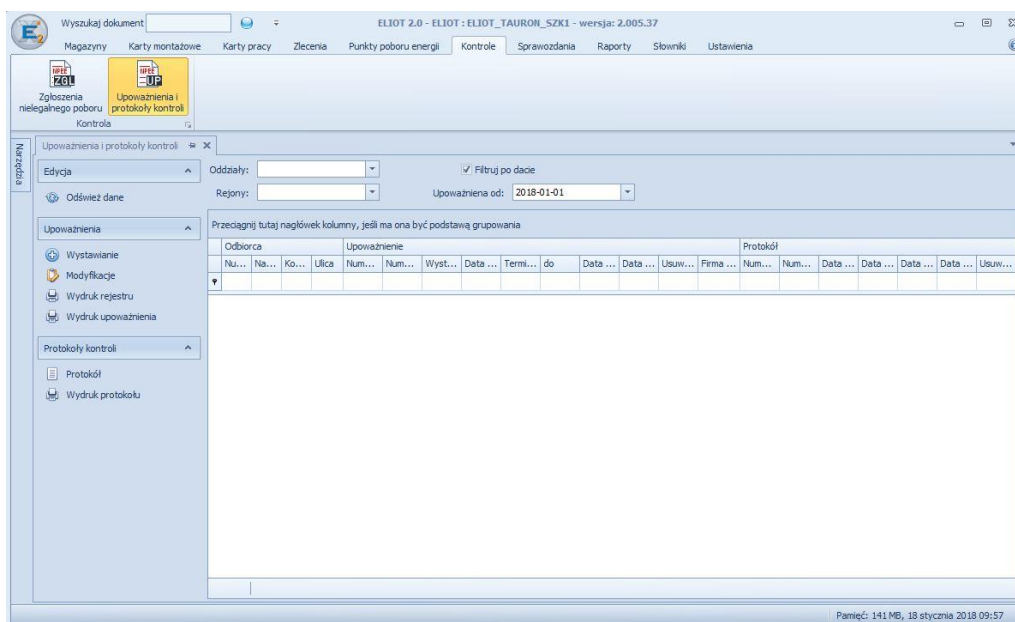 Wyszukaj dokument
ELIOT 2.0 - ELIOT : ELIOT_TAURON_SZK1 - wersja: 2.005.37
E2
Magazyny Karty montażowe Karty pracy Zlecenia Punkty poboru energii Kontrole Sprawozdania Raporty Słowniki Ustawienia
NPEE ZGL
NPEE UP
Zgłoszenia nielegalnego poboru
Upoważnienia i protokoły kontroli
Kontrola
Narzędzia
Upoważnienia i protokoły kontroli
Edycja
Odśwież dane
Upoważnienia
Wystawianie
Modyfikacje
Wydruk rejestru
Wydruk upoważnienia
Protokoły kontroli
Protokół
Wydruk protokołu
Oddziały:
Filtruj po dacie
Rejony:
Upoważniena od: 2018-01-01
Przeciągnij tutaj nagłówek kolumny, jeśli ma ona być podstawą grupowania
Odbiorca Upoważnienie Protokół
Nu... Na... Ko... Ulica Num... Num... Wyst... Data ... Termi... do Data ... Data ... Usuw... Firma ... Num... Num... Data ... Data ... Data ... Data ... Usuw...
Pamięć: 141 MB, 18 stycznia 2018 09:57